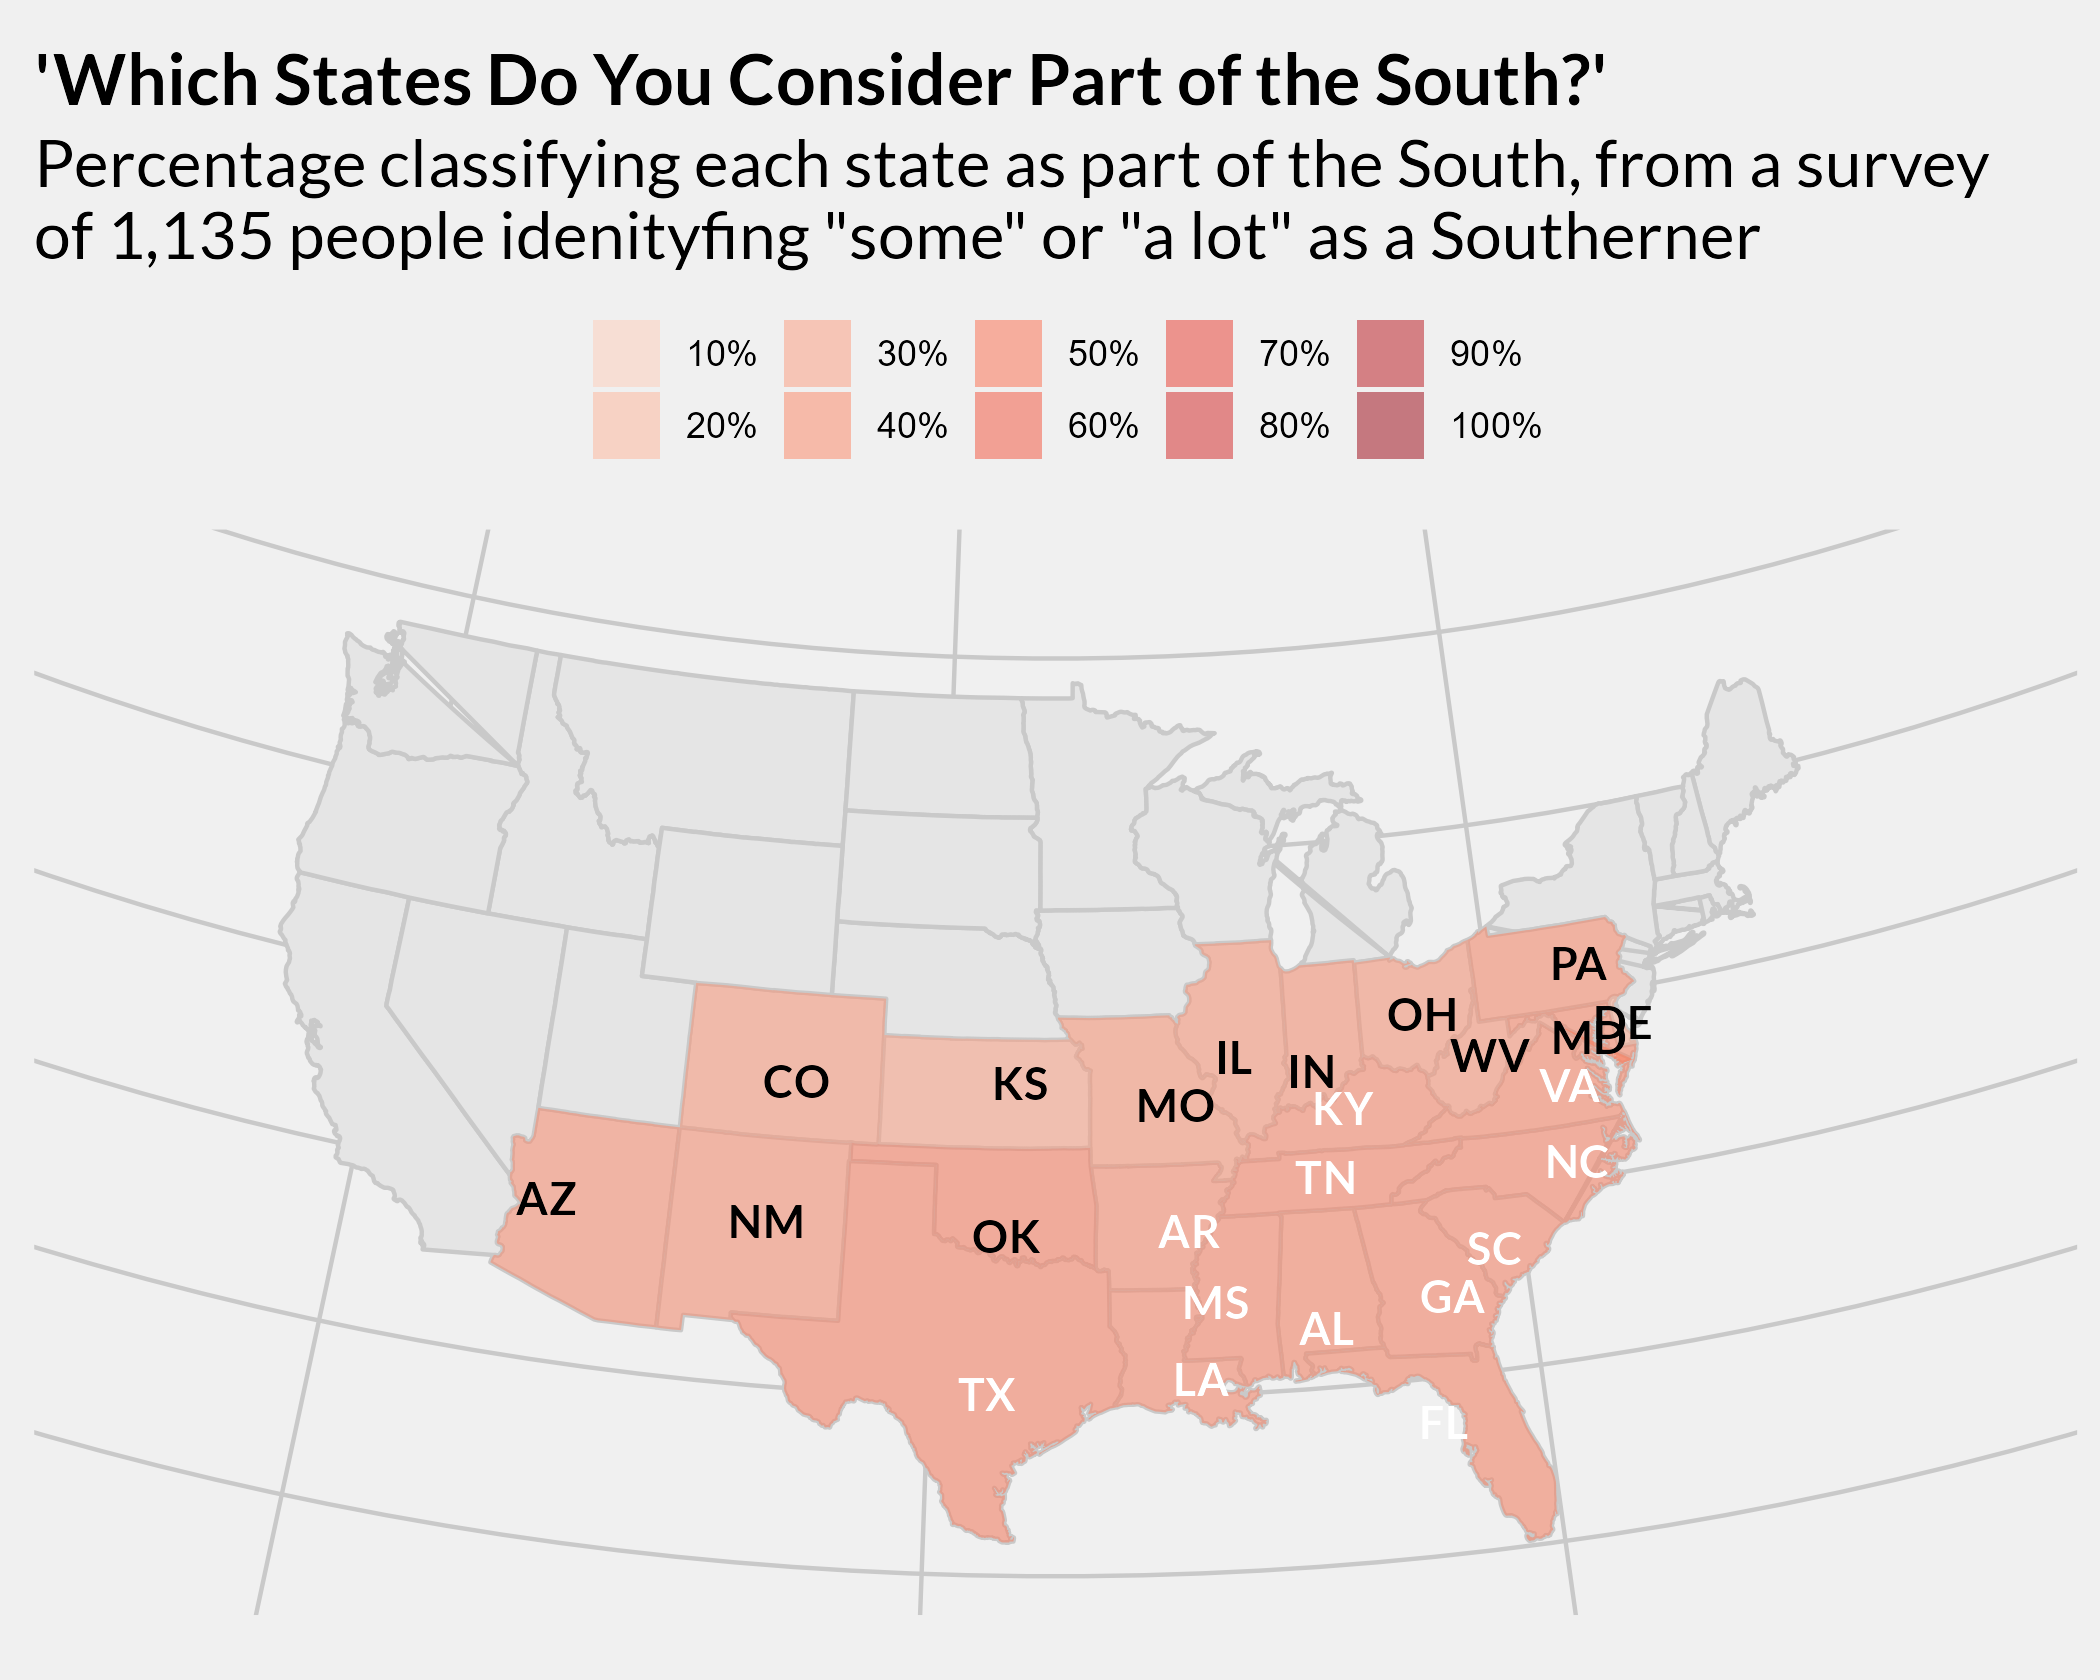 'Which States Do You Consider Part of the South?'
Percentage classifying each state as part of the South, from a survey
of 1,135 people idenityfing "some" or "a lot" as a Southerner
10% 30% 50% 70% 90%
20% 40% 60% 80% 100%
PA
OH DE
MD
WV
IL
IN
CO KS VA
MO KY
NC
TN
AZ
NM AR
OK SC
MS GA
AL
LA
TX
FL